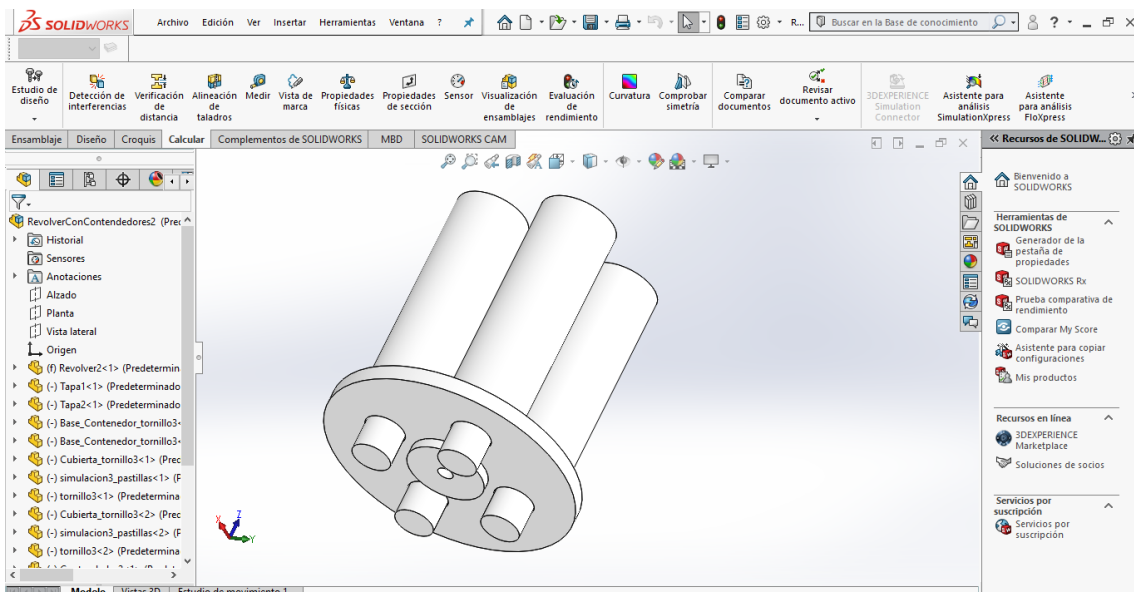 SOLIDWORKS
Archivo Edición Ver Insertar Herramientas Ventana ?
R...
Buscar en la Base de conocimiento
Estudio de
diseño
Detección de
interferencias
Verificación
de
distancia
Alineación
de
taladros
Medir
Vista de
marca
Propiedades
físicas
Propiedades
de sección
Sensor
Visualización
de
ensamblajes
Evaluación
de
rendimiento
Curvatura
Comprobar
simetría
Comparar
documentos
Revisar
documento activo
3DEXPERIENCE
Simulation
Connector
Asistente para
análisis
SimulationXpress
Asistente
para análisis
FloXpress
Ensamblaje Diseño Croquis Calcular Complementos de SOLIDWORKS MBD SOLIDWORKS CAM
RevolverConContendedores2 (Prec
Historial
Sensores
Anotaciones
Alzado
Planta
Vista lateral
Origen
(f) Revolver2<1> (Predetermin
(-) Tapa1<1> (Predeterminado
(-) Tapa2<1> (Predeterminado
(-) Base_Contenedor_tornillo3<
(-) Base_Contenedor_tornillo3<
(-) Cubierta_tornillo3<1> (Prec
(-) simulacion3_pastillas<1> (F
(-) tornillo3<1> (Predetermina
(-) Cubierta_tornillo3<2> (Prec
(-) simulacion3_pastillas<2> (F
(-) tornillo3<2> (Predetermina
X Z
Y
Modelo Vistas 3D Estudio de movimiento 1
Recursos de SOLIDW...
Bienvenido a
SOLIDWORKS
Herramientas de
SOLIDWORKS
Generador de la
pestaña de
propiedades
SOLIDWORKS Rx
Prueba comparativa de
rendimiento
Comparar My Score
Asistente para copiar
configuraciones
Mis productos
Recursos en línea
3DEXPERIENCE
Marketplace
Soluciones de socios
Servicios por
suscripción
Servicios por
suscripción